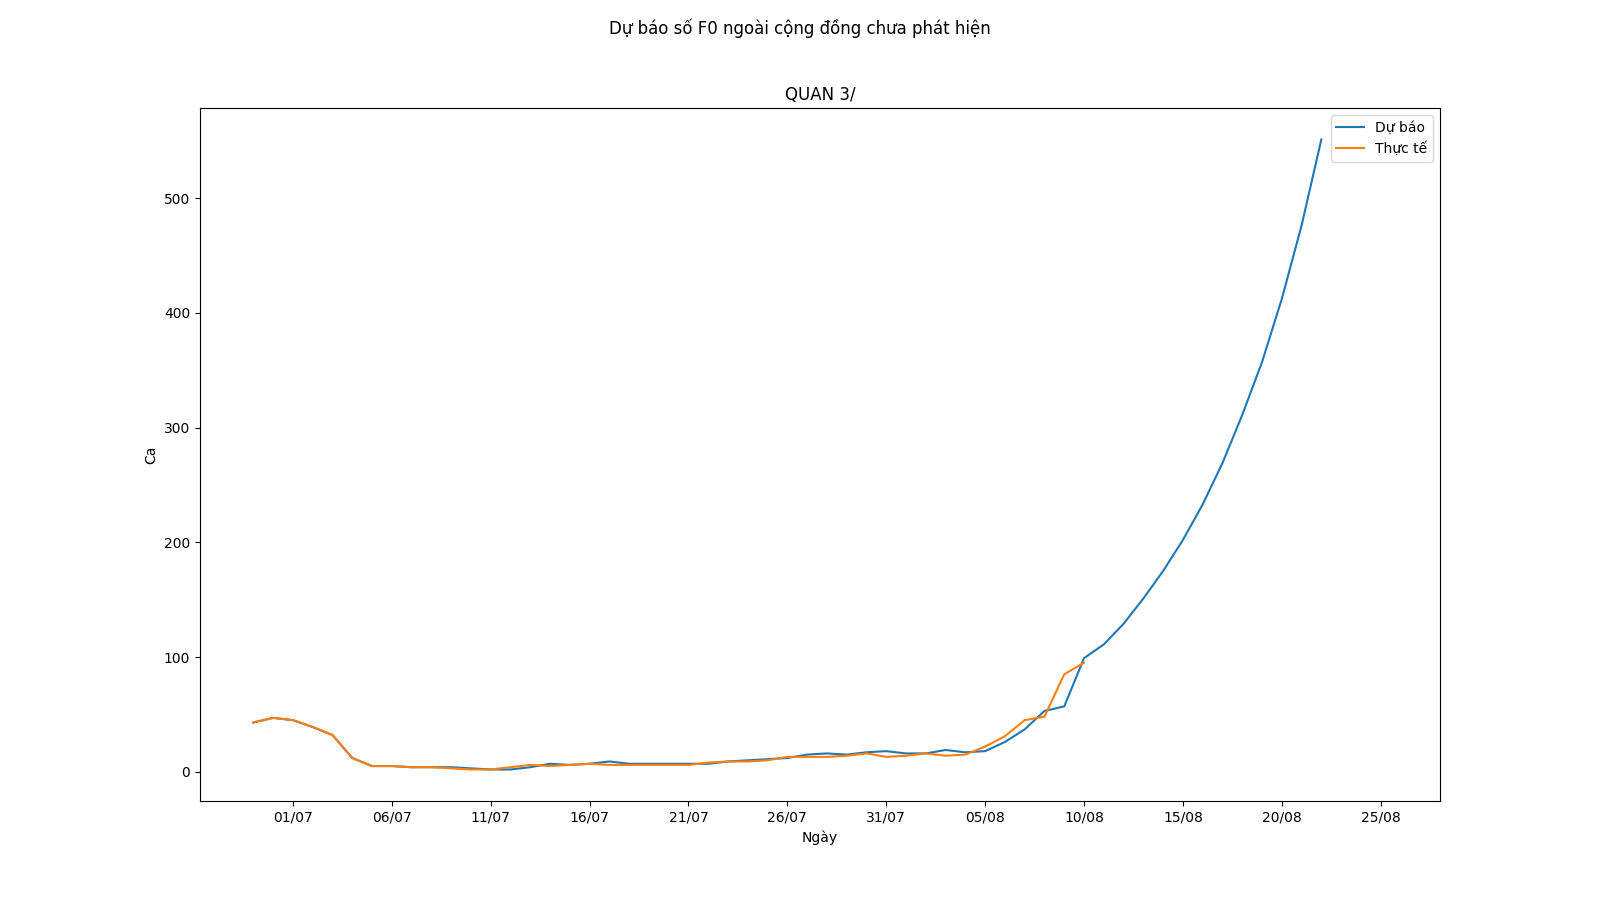 Dự báo số F0 ngoài cộng đồng chưa phát hiện
QUAN 3/
Dự báo
Thực tế
500
400
300
200
100
0
Ca
01/07 06/07 11/07 16/07 21/07 26/07 31/07 05/08 10/08 15/08 20/08 25/08
Ngày